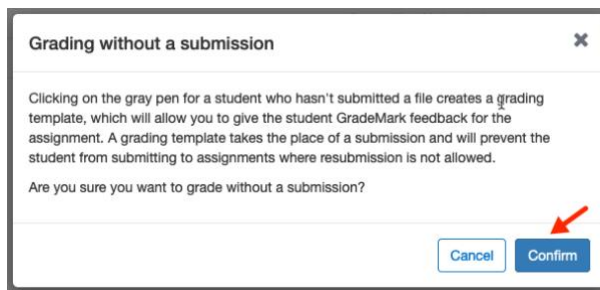 Grading without a submission
Clicking on the gray pen for a student who hasn't submitted a file creates a grading
template, which will allow you to give the student GradeMark feedback for the
assignment. A grading template takes the place of a submission and will prevent the
student from submitting to assignments where resubmission is not allowed.
Are you sure you want to grade without a submission?
Cancel Confirm